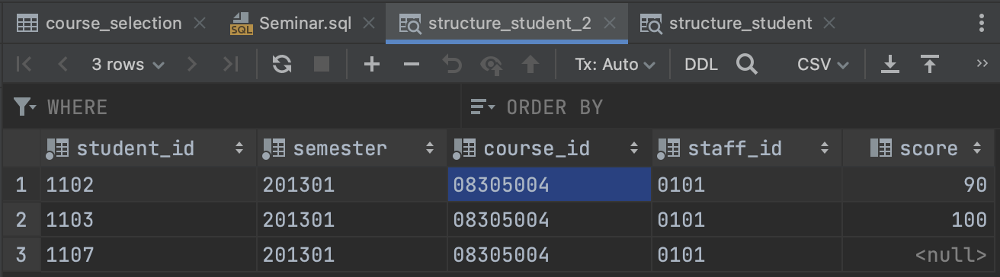 course_selection SQL Seminar.sql structure_student_2 structure_student
3 rows Tx: Auto DDL CSV
WHERE ORDER BY
student_id semester course_id staff_id score
1 1102 201301 08305004 0101 90
2 1103 201301 08305004 0101 100
3 1107 201301 08305004 0101 <null>